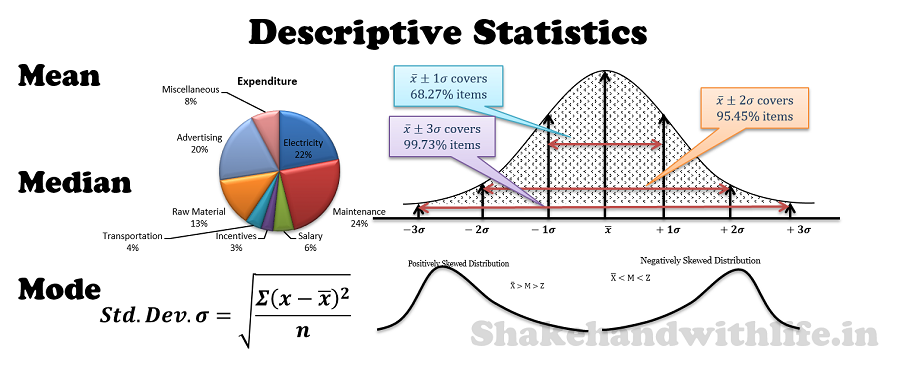 Descriptive Statistics
Mean
Median
Mode
Expenditure
Miscellaneous
8%
Advertising
20%
Electricity
22%
Raw Material
13%
Maintenance
24%
Transportation
4%
Incentives
3%
Salary
6%
x̄ ± 1σ covers
68.27% items
x̄ ± 2σ covers
95.45% items
x̄ ± 3σ covers
99.73% items
−3σ − 2σ − 1σ x̄ + 1σ + 2σ + 3σ
Std. Dev. σ = √(Σ(x − x̄)² / n)
Positively Skewed Distribution
X̄ > M > Z
Negatively Skewed Distribution
X̄ < M < Z
Shakehandwithlife.in